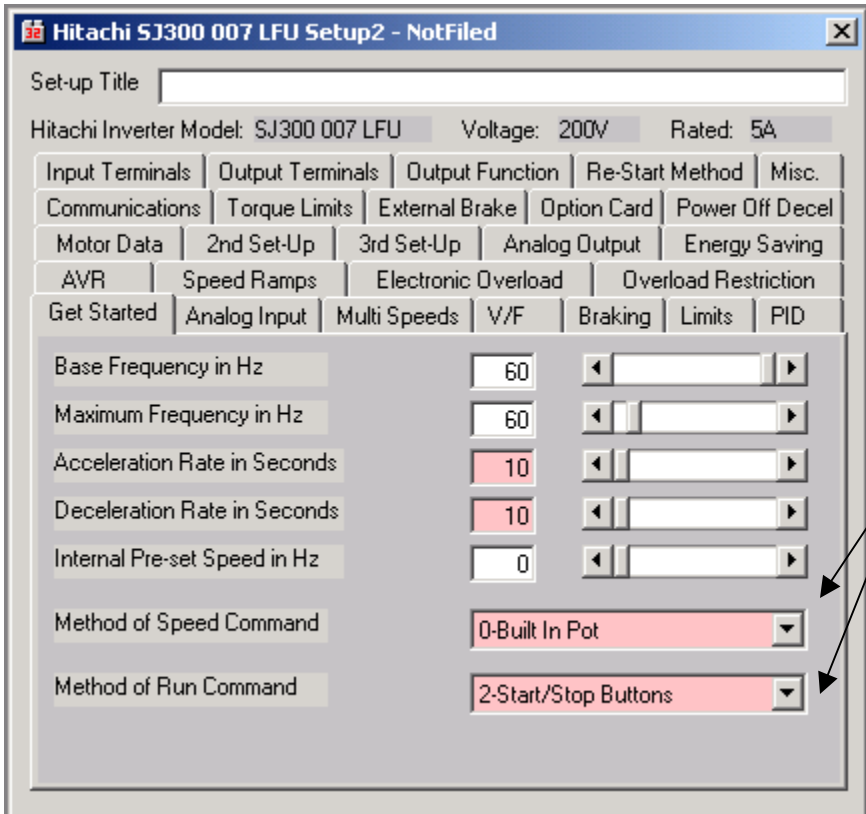 Hitachi SJ300 007 LFU Setup2 - NotFiled
Set-up Title
Hitachi Inverter Model: SJ300 007 LFU Voltage: 200V Rated: 5A
Input Terminals Output Terminals Output Function Re-Start Method Misc.
Communications Torque Limits External Brake Option Card Power Off Decel
Motor Data 2nd Set-Up 3rd Set-Up Analog Output Energy Saving
AVR Speed Ramps Electronic Overload Overload Restriction
Get Started Analog Input Multi Speeds V/F Braking Limits PID
Base Frequency in Hz 60
Maximum Frequency in Hz 60
Acceleration Rate in Seconds 10
Deceleration Rate in Seconds 10
Internal Pre-set Speed in Hz 0
Method of Speed Command 0-Built In Pot
Method of Run Command 2-Start/Stop Buttons